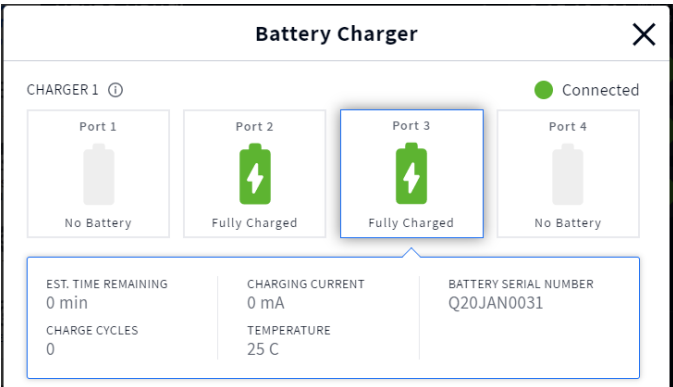 Battery Charger
CHARGER 1
Connected
Port 1
Port 2
Port 3
Port 4
No Battery
Fully Charged
Fully Charged
No Battery
EST. TIME REMAINING
0 min
CHARGE CYCLES
0
CHARGING CURRENT
0 mA
TEMPERATURE
25 C
BATTERY SERIAL NUMBER
Q20JAN0031